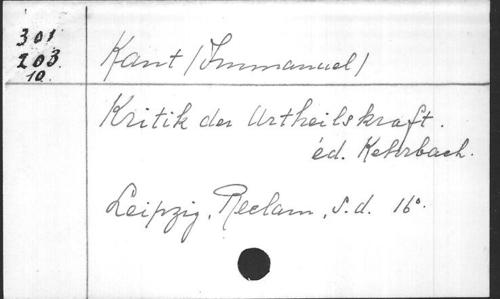 301
203
10.
Kant (Immanuel)
Kritik der Urtheilskraft.
éd. Kehrbach.
Leipzig, Reclam, s.d. 16°.